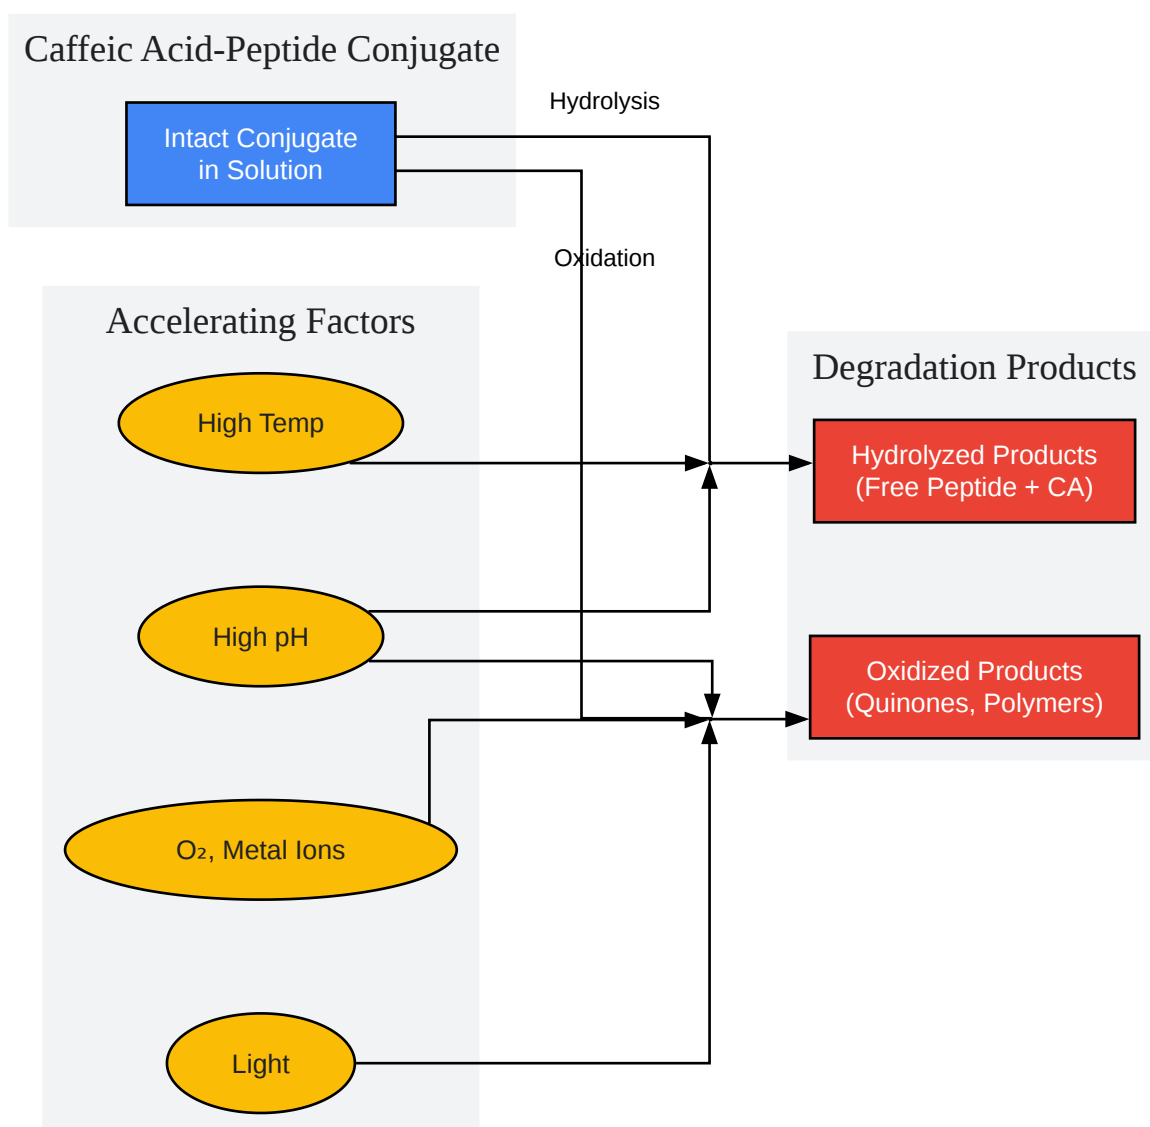 Caffeic Acid-Peptide Conjugate
Intact Conjugate
in Solution
Hydrolysis
Oxidation
Accelerating Factors
High Temp
High pH
O₂, Metal Ions
Light
Degradation Products
Hydrolyzed Products
(Free Peptide + CA)
Oxidized Products
(Quinones, Polymers)